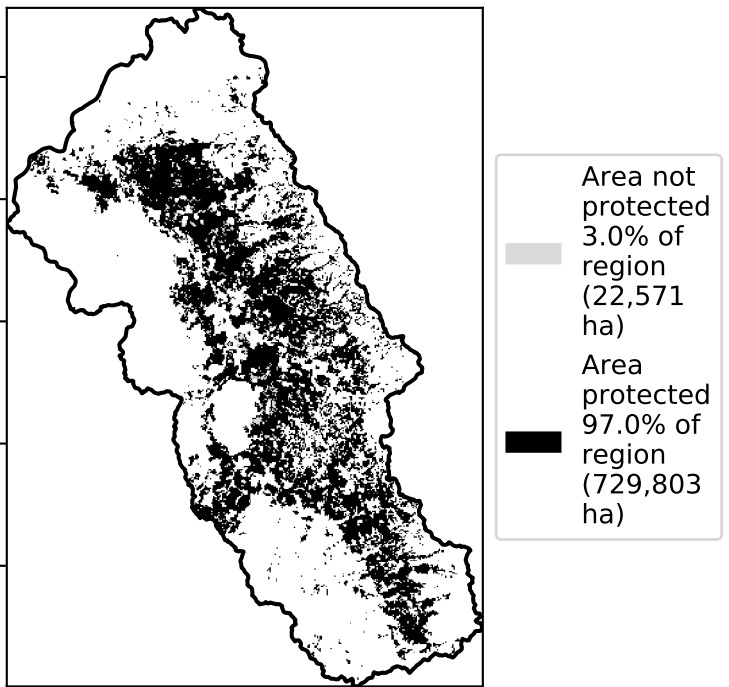 Area not
protected
3.0% of
region
(22,571
ha)
Area
protected
97.0% of
region
(729,803
ha)